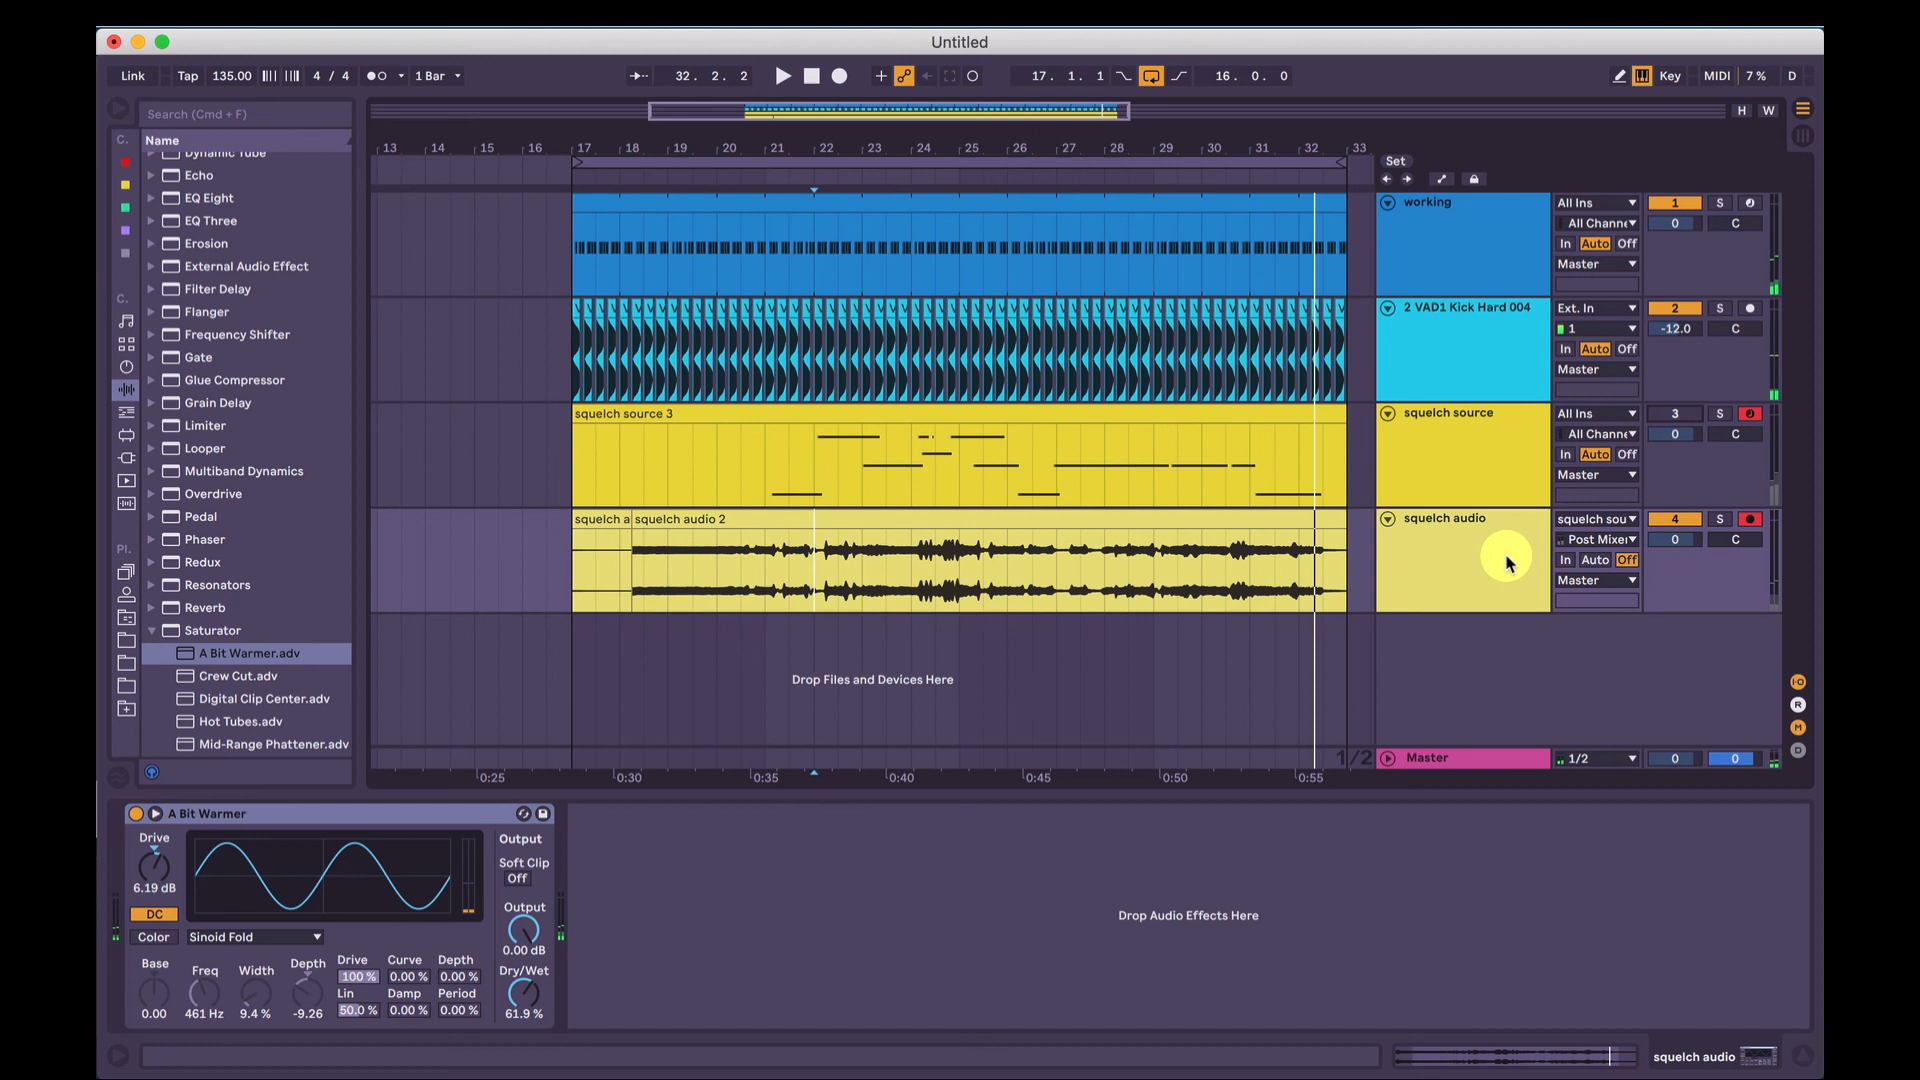 Untitled
Link Tap 135.00 4 / 4 1 Bar 32. 2. 2 17. 1. 1 16. 0. 0 Key MIDI 7 % D
Search (Cmd + F)
H W
C. Name
13 14 15 16 17 18 19 20 21 22 23 24 25 26 27 28 29 30 31 32 33
Set
Dynamic Tube
Echo
EQ Eight
EQ Three
Erosion
External Audio Effect
Filter Delay
Flanger
Frequency Shifter
Gate
Glue Compressor
Grain Delay
Limiter
Looper
Multiband Dynamics
Overdrive
Pedal
Phaser
Redux
Resonators
Reverb
Saturator
A Bit Warmer.adv
Crew Cut.adv
Digital Clip Center.adv
Hot Tubes.adv
Mid-Range Phattener.adv
C.
Pl.
working All Ins 1 S
All Channe 0 C
In Auto Off
Master
2 VAD1 Kick Hard 004 Ext. In 2 S
1 -12.0 C
In Auto Off
Master
squelch source 3
squelch source All Ins 3 S
All Channe 0 C
In Auto Off
Master
squelch a squelch audio 2
squelch audio squelch sou 4 S
Post Mixer 0 C
In Auto Off
Master
Drop Files and Devices Here
I·O
R
M
D
1/2 Master 1/2 0 0
0:25 0:30 0:35 0:40 0:45 0:50 0:55
A Bit Warmer
Drive
6.19 dB
DC
Color Sinoid Fold
Output
Soft Clip
Off
Output
0.00 dB
Dry/Wet
61.9 %
Base Freq Width Depth
0.00 461 Hz 9.4 % -9.26
Drive Curve Depth
100 % 0.00 % 0.00 %
Lin Damp Period
50.0 % 0.00 % 0.00 %
Drop Audio Effects Here
squelch audio